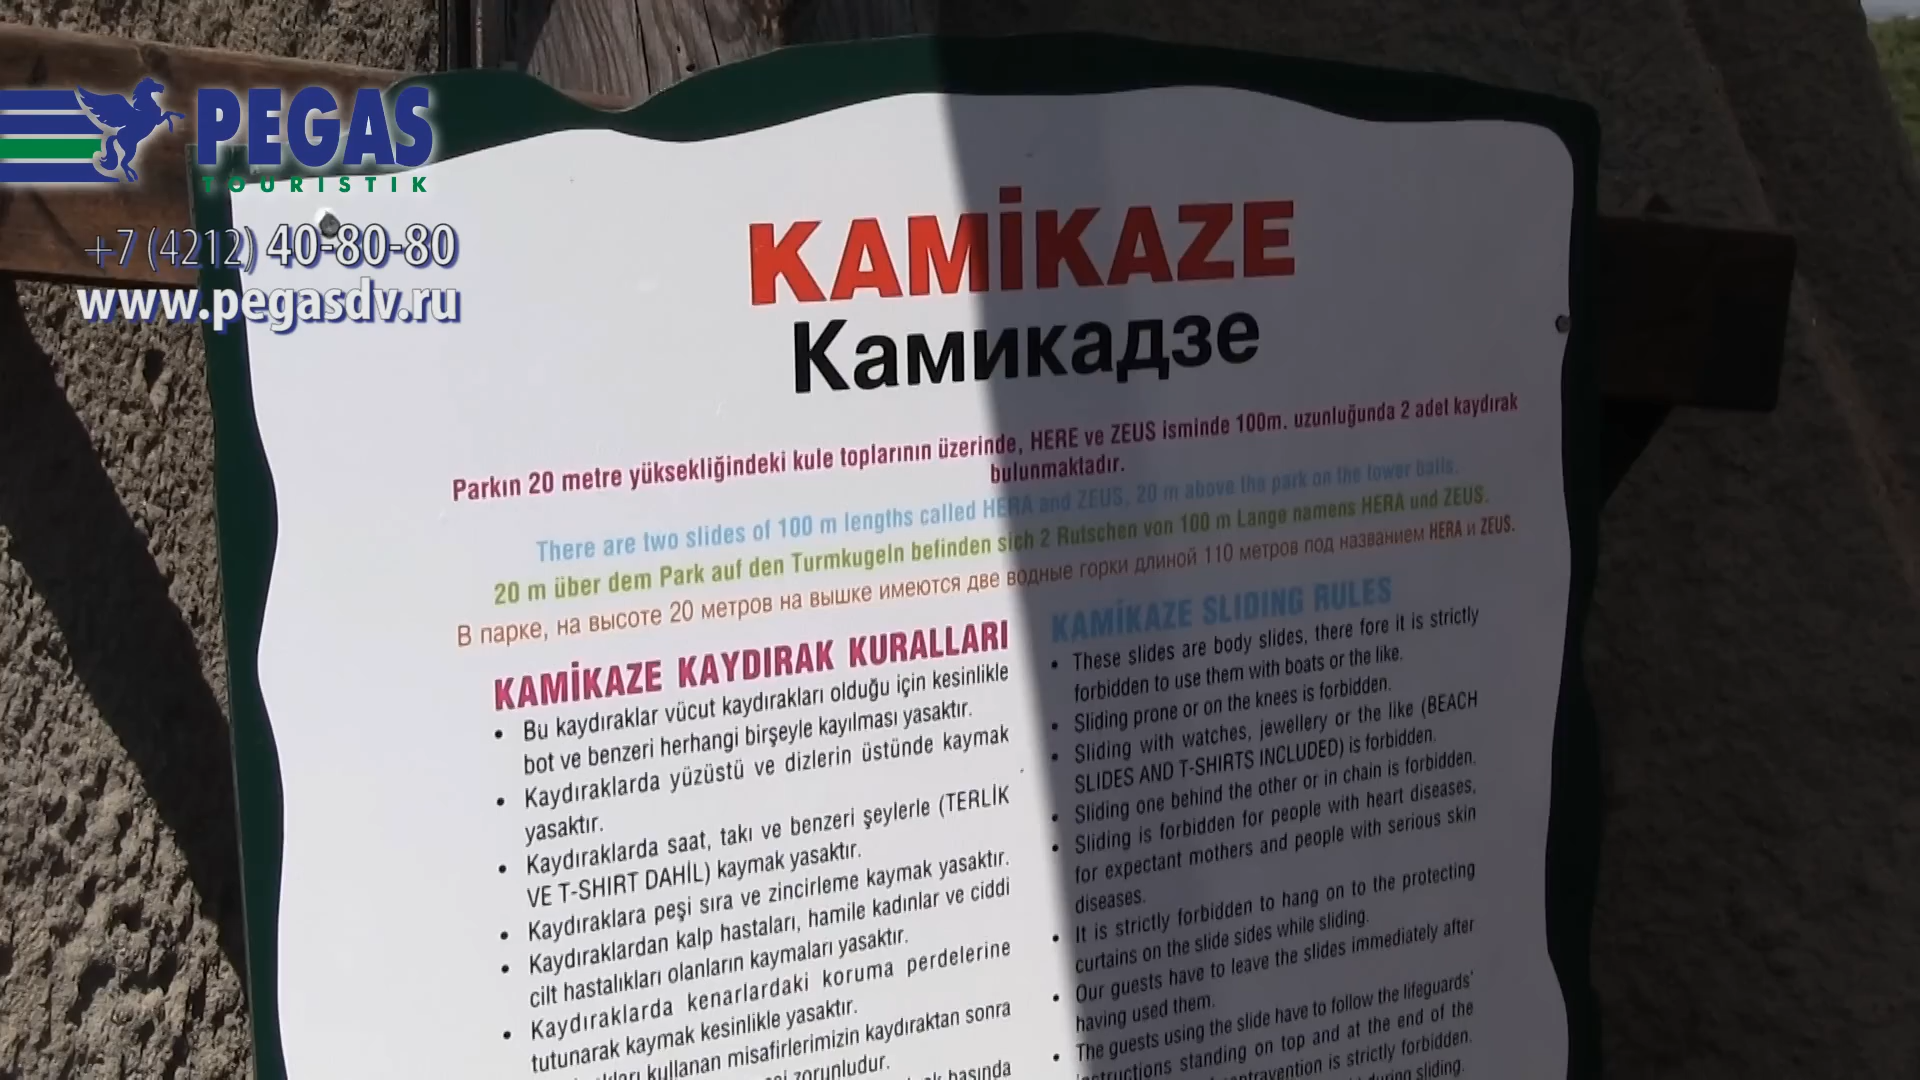 PEGAS
TOURISTIK
+7 (4212) 40-80-80
www.pegasdv.ru
KAMİKAZE
Камикадзе
Parkın 20 metre yüksekliğindeki kule toplarının üzerinde, HERE ve ZEUS isminde 100m. uzunluğunda 2 adet kaydırak
bulunmaktadır.
There are two slides of 100 m lengths called HERA and ZEUS, 20 m above the park on the tower balls.
20 m über dem Park auf den Turmkugeln befinden sich 2 Rutschen von 100 m Lange namens HERA und ZEUS.
В парке, на высоте 20 метров на вышке имеются две водные горки длиной 110 метров под названием HERA и ZEUS.
KAMİKAZE KAYDIRAK KURALLARI
• Bu kaydıraklar vücut kaydırakları olduğu için kesinlikle
bot ve benzeri herhangi birşeyle kayılması yasaktır.
• Kaydıraklarda yüzüstü ve dizlerin üstünde kaymak
yasaktır.
• Kaydıraklarda saat, takı ve benzeri şeylerle (TERLİK
VE T-SHIRT DAHİL) kaymak yasaktır.
• Kaydıraklara peşi sıra ve zincirleme kaymak yasaktır.
• Kaydıraklardan kalp hastaları, hamile kadınlar ve ciddi
cilt hastalıkları olanların kaymaları yasaktır.
• Kaydıraklarda kenarlardaki koruma perdelerine
tutunarak kaymak kesinlikle yasaktır.
kullanan misafirlerimizin kaydıraktan sonra
zorunludur.
basında
KAMİKAZE SLIDING RULES
• These slides are body slides, there fore it is strictly
forbidden to use them with boats or the like.
• Sliding prone or on the knees is forbidden.
• Sliding with watches, jewellery or the like (BEACH
SLIDES AND T-SHIRTS INCLUDED) is forbidden.
• Sliding one behind the other or in chain is forbidden.
• Sliding is forbidden for people with heart diseases,
for expectant mothers and people with serious skin
diseases.
• It is strictly forbidden to hang on to the protecting
curtains on the slide sides while sliding.
• Our guests have to leave the slides immediately after
having used them.
• The guests using the slide have to follow the lifeguards'
instructions standing on top and at the end of the
contravention is strictly forbidden.
during sliding.